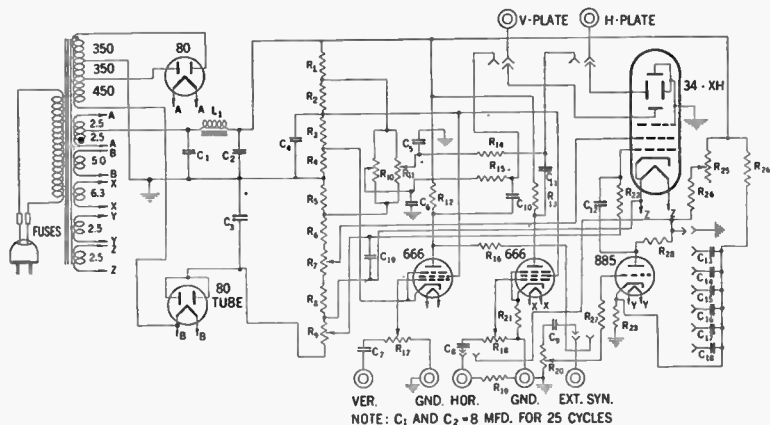 V-PLATE
H-PLATE
350
350
450
80
34-XH
A A
L1
R1
R2
R3
R4
R5
R6
R7
R8
R9
A
2.5
2.5
A
B
5.0
B
X
6.3
X
Y
2.5
Y
Z
2.5
Z
FUSES
C1
C2
C3
C4
C5
C6
R10
R11
R12
R14
R15
C10
C11
R13
C12
R23
Z
Z
R25
R26
R26
R28
C19
666
R16
666
X X
885
Y Y
C13
C14
C15
C16
C17
C18
80
TUBE
B B
C7
R17
C8
R18
R21
R19
C9
R20
R27
R23
VER.
GND.
HOR.
GND.
EXT. SYN.
NOTE: C1 AND C2 = 8 MFD. FOR 25 CYCLES